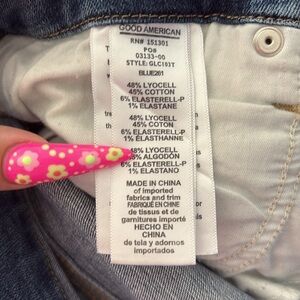 GOOD AMERICAN
RN# 151301
PO#
03133-00
STYLE: GLC103T
BLUE261
48% LYOCELL
45% COTTON
6% ELASTERELL-P
1% ELASTANE
48% LYOCELL
45% COTON
6% ELASTERELL-P
1% ELASTHANNE
48% LYOCELL
ALGODÓN
6% ELASTERELL-P
1% ELASTANO
MADE IN CHINA
of imported
fabrics and trim
FABRIQUÉ EN CHINE
de tissus et de
garnitures importé
HECHO EN
CHINA
de tela y adornos
importados